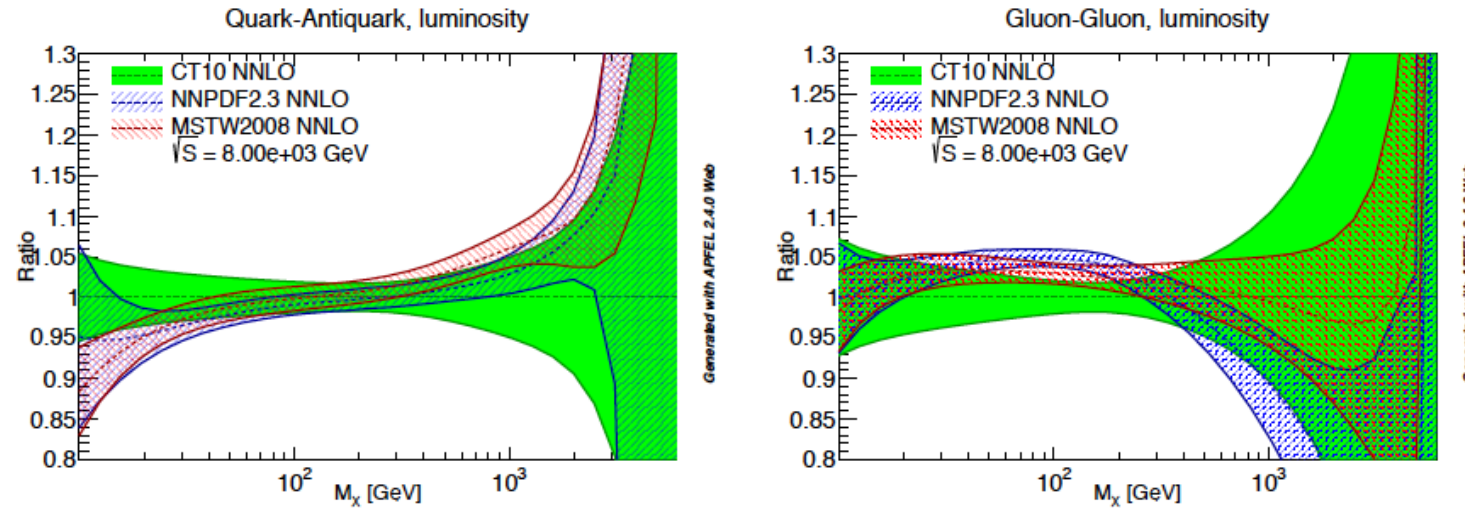 Quark-Antiquark, luminosity
1.3
1.25
1.2
1.15
1.1
1.05
1
0.95
0.9
0.85
0.8
Ratio
CT10 NNLO
NNPDF2.3 NNLO
MSTW2008 NNLO
√S = 8.00e+03 GeV
10² 10³
M_X [GeV]
Generated with APFEL 2.4.0 Web
Gluon-Gluon, luminosity
1.3
1.25
1.2
1.15
1.1
1.05
1
0.95
0.9
0.85
0.8
Ratio
CT10 NNLO
NNPDF2.3 NNLO
MSTW2008 NNLO
√S = 8.00e+03 GeV
10² 10³
M_X [GeV]